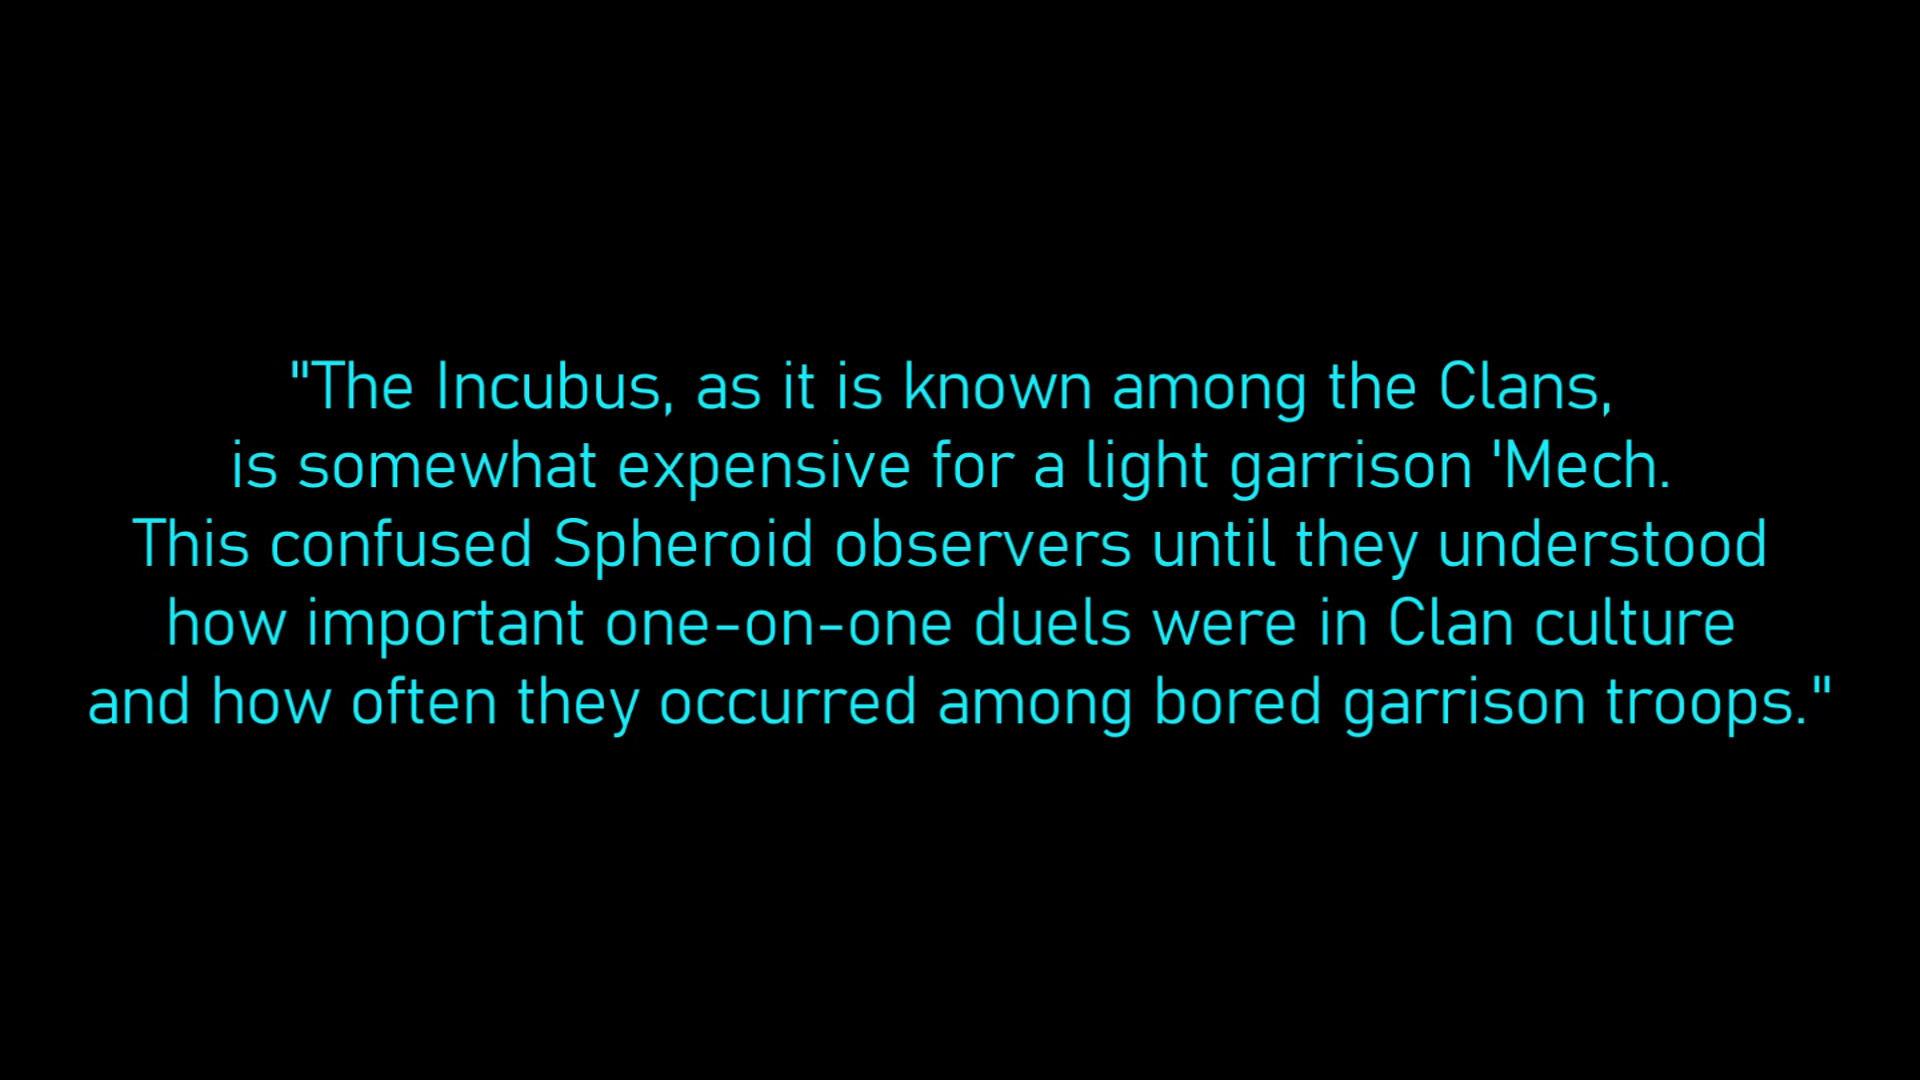 "The Incubus, as it is known among the Clans,
is somewhat expensive for a light garrison 'Mech.
This confused Spheroid observers until they understood
how important one-on-one duels were in Clan culture
and how often they occurred among bored garrison troops."